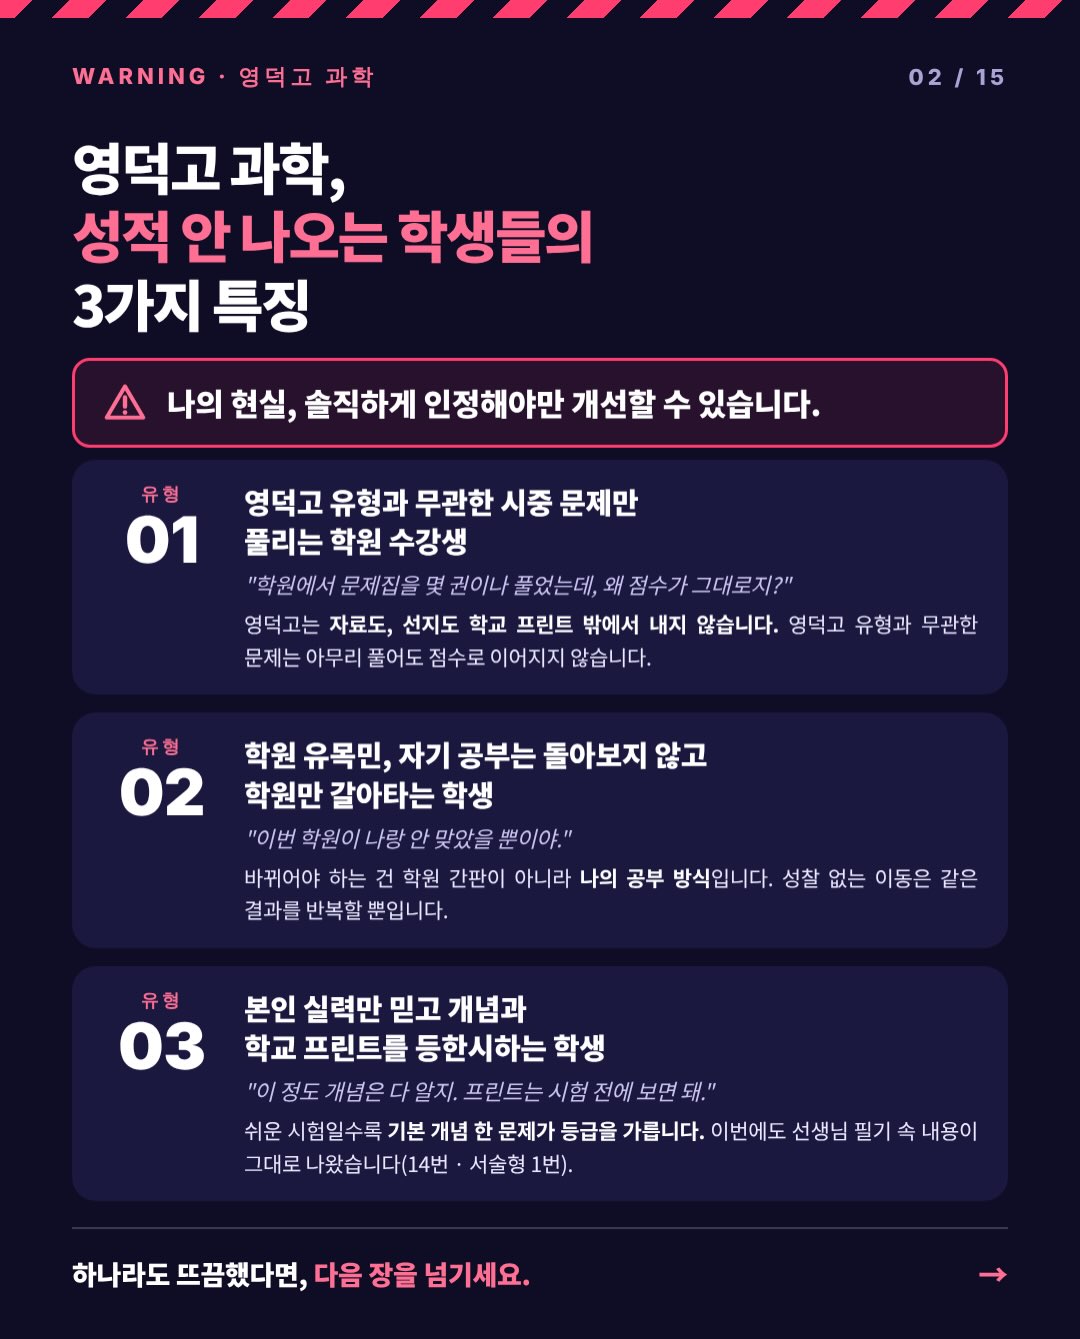 WARNING · 영덕고 과학
02 / 15
영덕고 과학,
성적 안 나오는 학생들의
3가지 특징
나의 현실, 솔직하게 인정해야만 개선할 수 있습니다.
유형
01
영덕고 유형과 무관한 시중 문제만
풀리는 학원 수강생
"학원에서 문제집을 몇 권이나 풀었는데, 왜 점수가 그대로지?"
영덕고는 자료도, 선지도 학교 프린트 밖에서 내지 않습니다. 영덕고 유형과 무관한
문제는 아무리 풀어도 점수로 이어지지 않습니다.
유형
02
학원 유목민, 자기 공부는 돌아보지 않고
학원만 갈아타는 학생
"이번 학원이 나랑 안 맞았을 뿐이야."
바뀌어야 하는 건 학원 간판이 아니라 나의 공부 방식입니다. 성찰 없는 이동은 같은
결과를 반복할 뿐입니다.
유형
03
본인 실력만 믿고 개념과
학교 프린트를 등한시하는 학생
"이 정도 개념은 다 알지. 프린트는 시험 전에 보면 돼."
쉬운 시험일수록 기본 개념 한 문제가 등급을 가릅니다. 이번에도 선생님 필기 속 내용이
그대로 나왔습니다(14번 · 서술형 1번).
하나라도 뜨끔했다면, 다음 장을 넘기세요. →